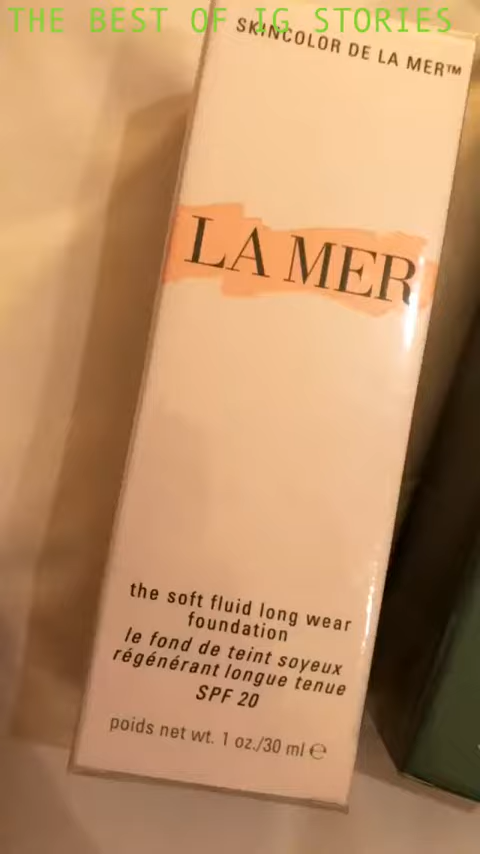 THE BEST OF IG STORIES
SKINCOLOR DE LA MER™
LA MER
the soft fluid long wear
foundation
le fond de teint soyeux
régénérant longue tenue
SPF 20
poids net wt. 1 oz./30 ml ℮